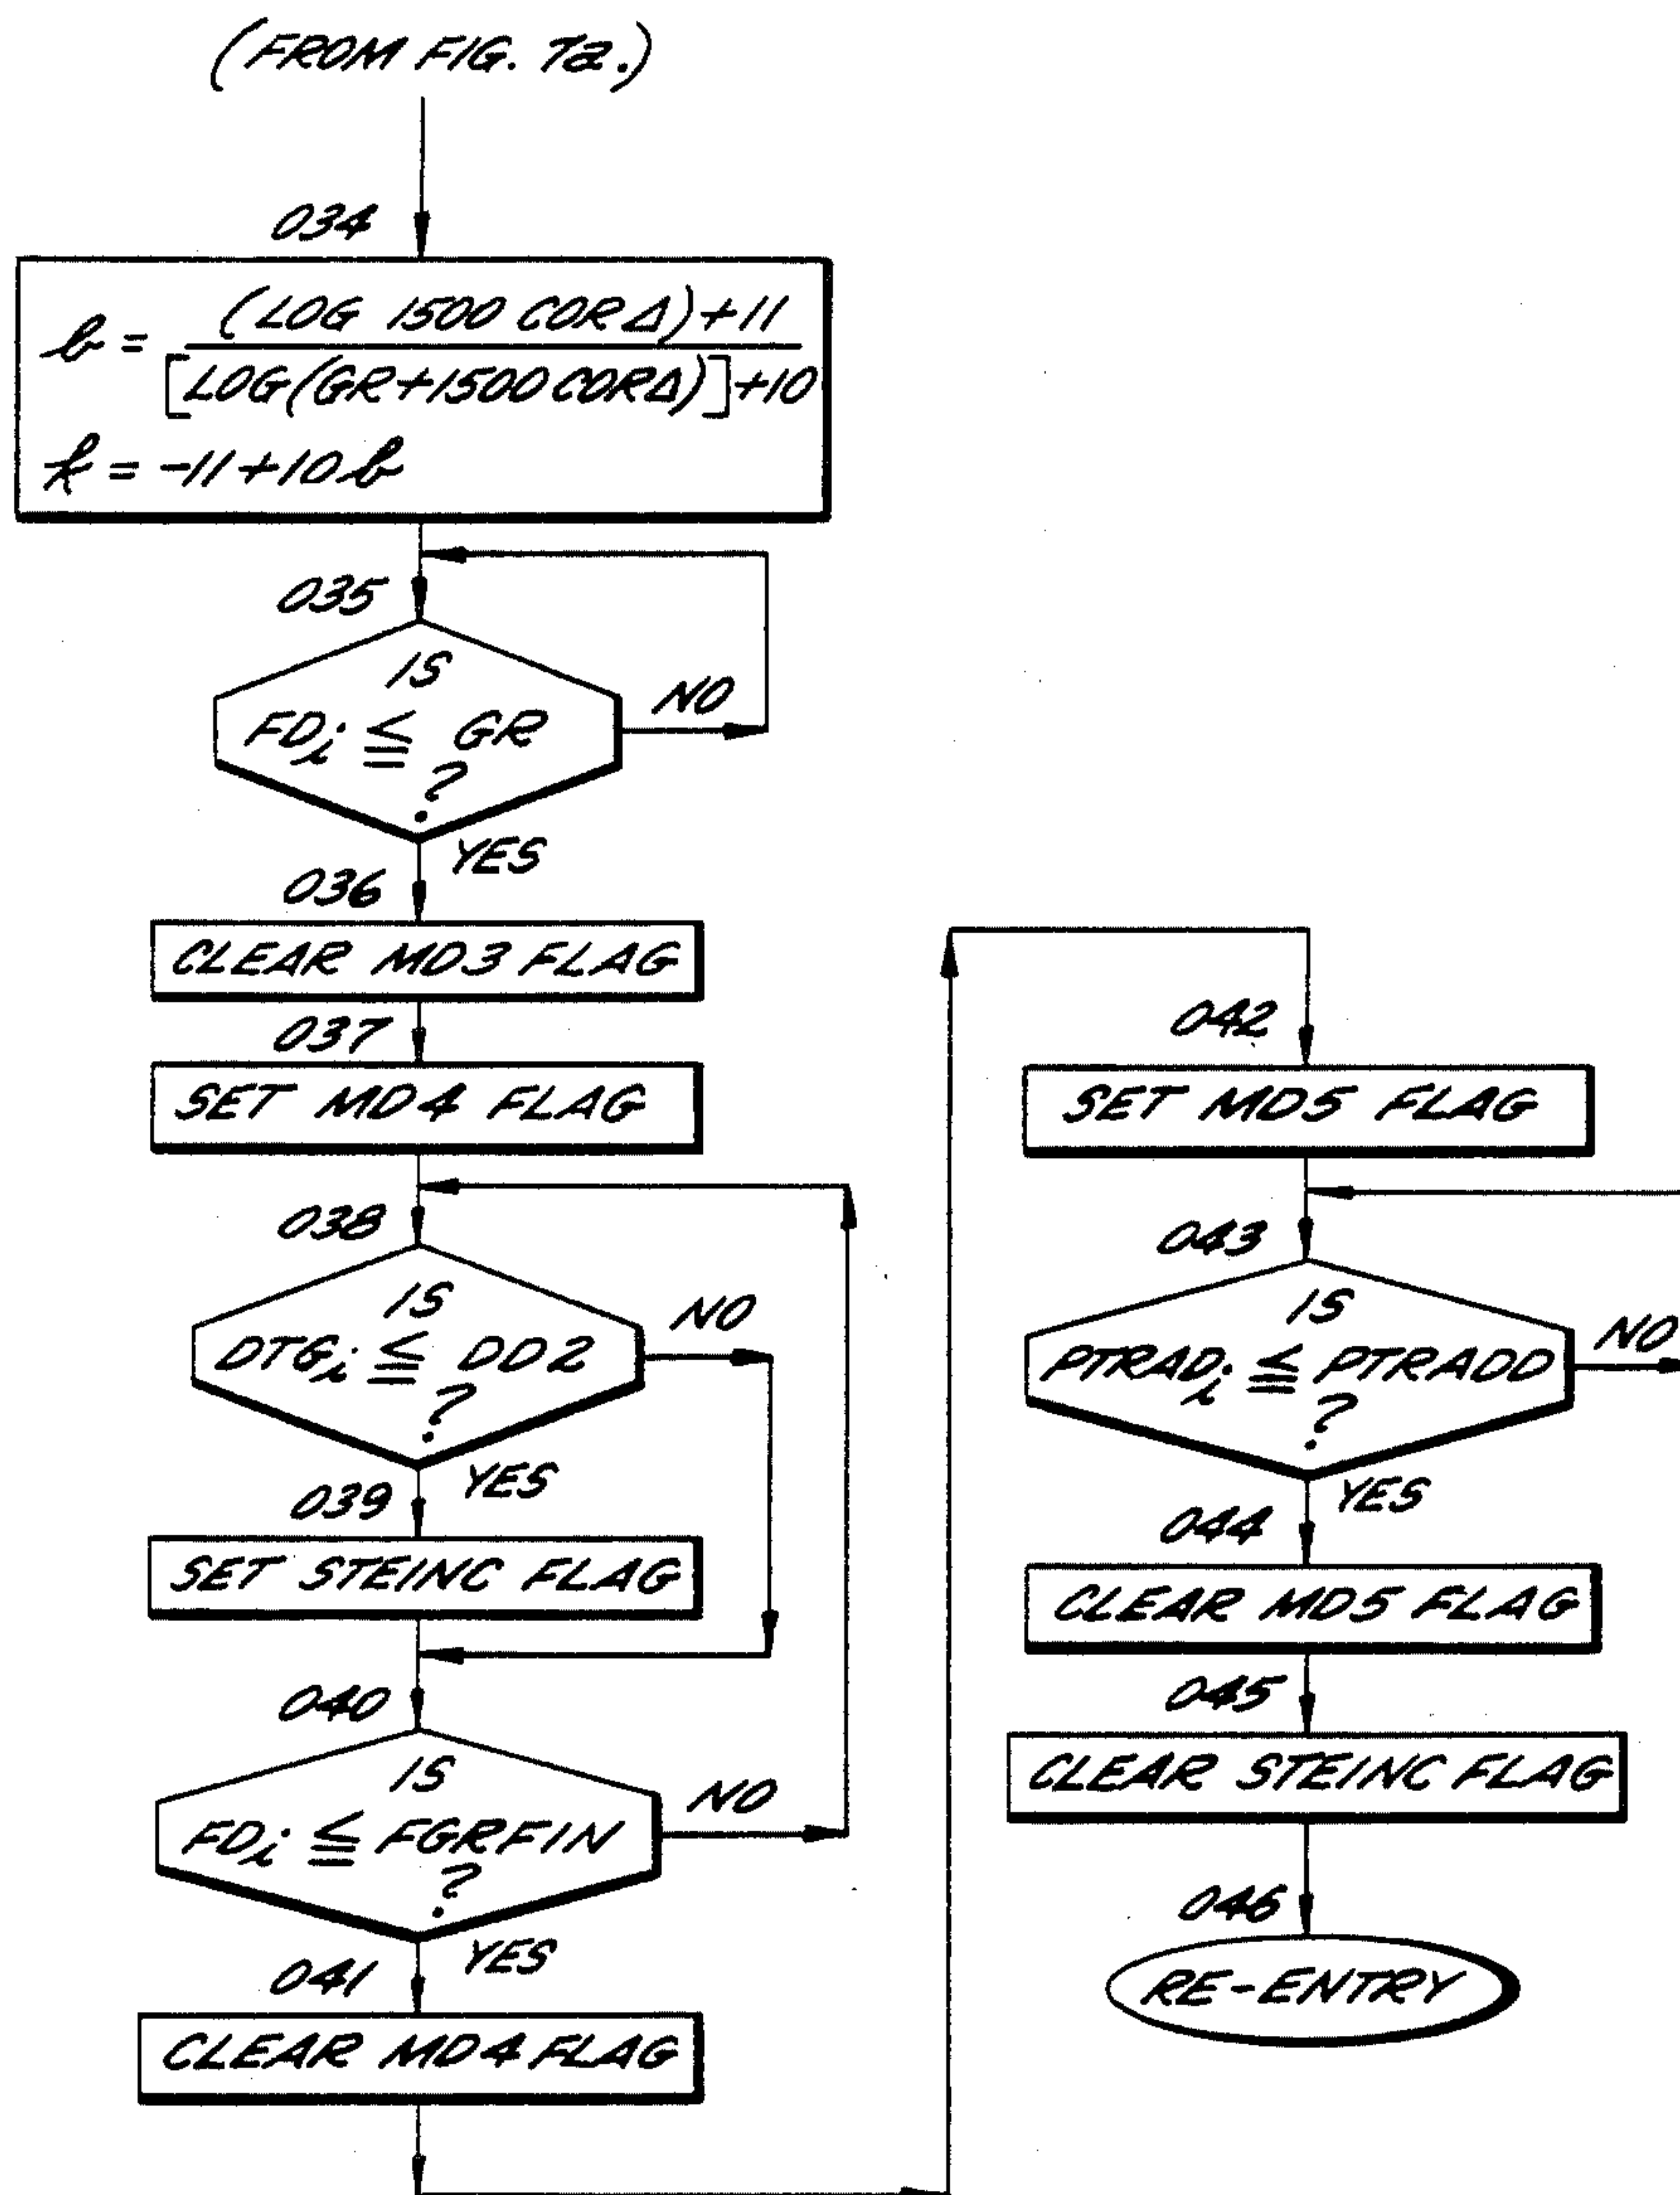 (FROM FIG. 7a.)
034
b = (LOG 1500 COR Δ)+11
[LOG(GR+1500 CORΔ)]+10
k = -11+10b
035
IS
FDi ≦ GR
?
NO
YES
036
CLEAR MD3 FLAG
037
SET MD4 FLAG
038
IS
DTGi ≦ DD2
?
NO
YES
039
SET STEINC FLAG
040
IS
FDi ≦ FGRFIN
?
NO
YES
041
CLEAR MD4 FLAG
042
SET MD5 FLAG
043
IS
PTRADi ≦ PTRADD
?
NO
YES
044
CLEAR MD5 FLAG
045
CLEAR STEINC FLAG
046
RE-ENTRY